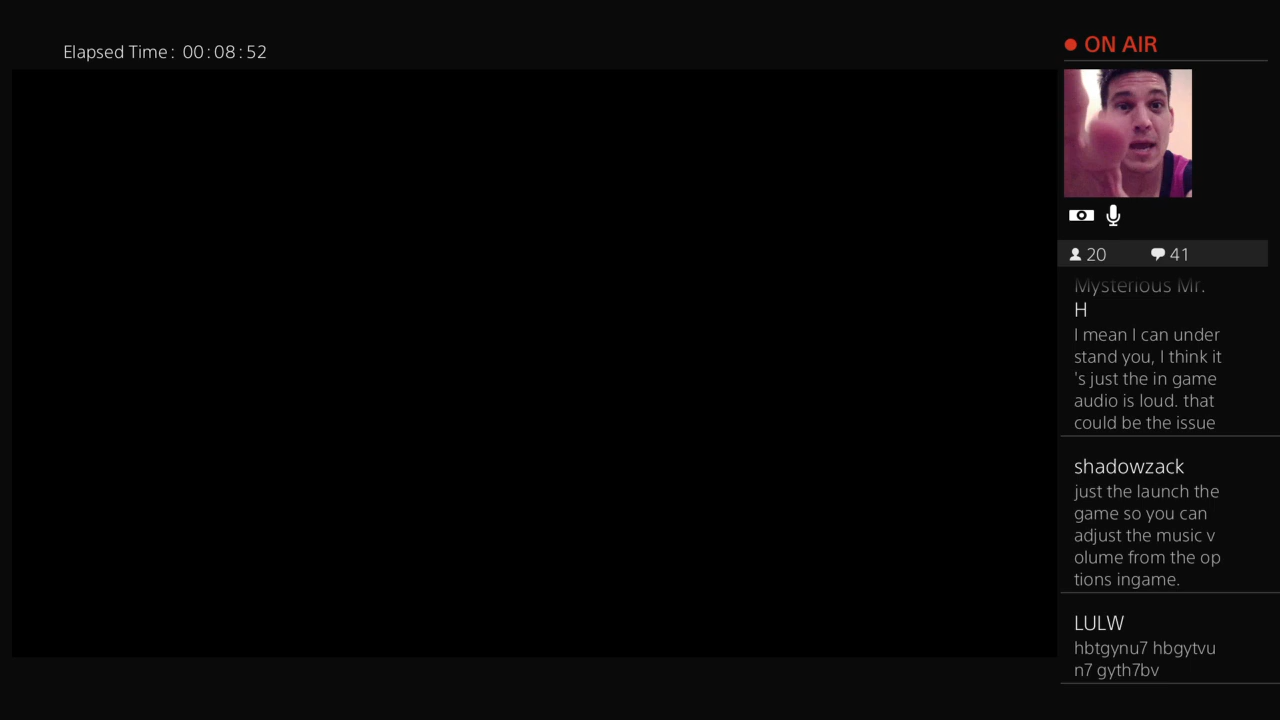 Elapsed Time: 00:08:52
ON AIR
20 41
Mysterious Mr.
H
I mean I can under
stand you, I think it
's just the in game
audio is loud. that
could be the issue
shadowzack
just the launch the
game so you can
adjust the music v
olume from the op
tions ingame.
LULW
hbtgynu7 hbgytvu
n7 gyth7bv